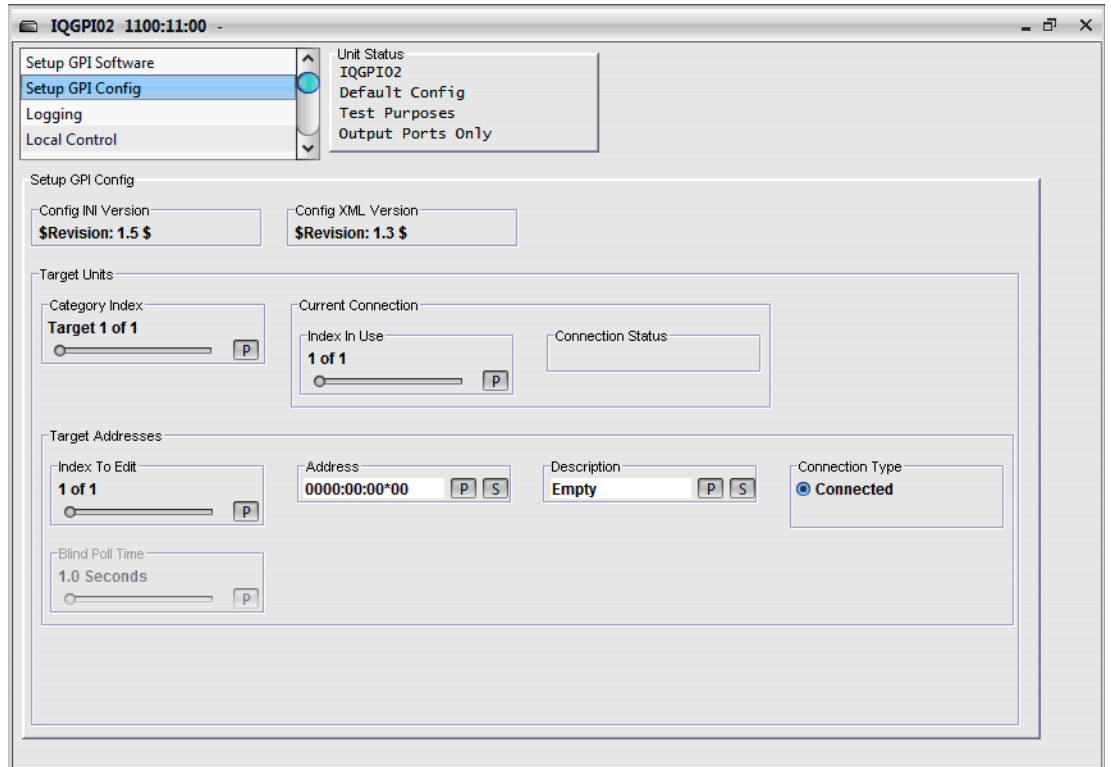 IQGPI02 1100:11:00 -
Setup GPI Software
Setup GPI Config
Logging
Local Control
Unit Status
IQGPI02
Default Config
Test Purposes
Output Ports Only
Setup GPI Config
Config INI Version
$Revision: 1.5 $
Config XML Version
$Revision: 1.3 $
Target Units
Category Index
Target 1 of 1
P
Current Connection
Index In Use
1 of 1
P
Connection Status
Target Addresses
Index To Edit
1 of 1
P
Address
0000:00:00*00 P S
Description
Empty P S
Connection Type
Connected
Blind Poll Time
1.0 Seconds
P